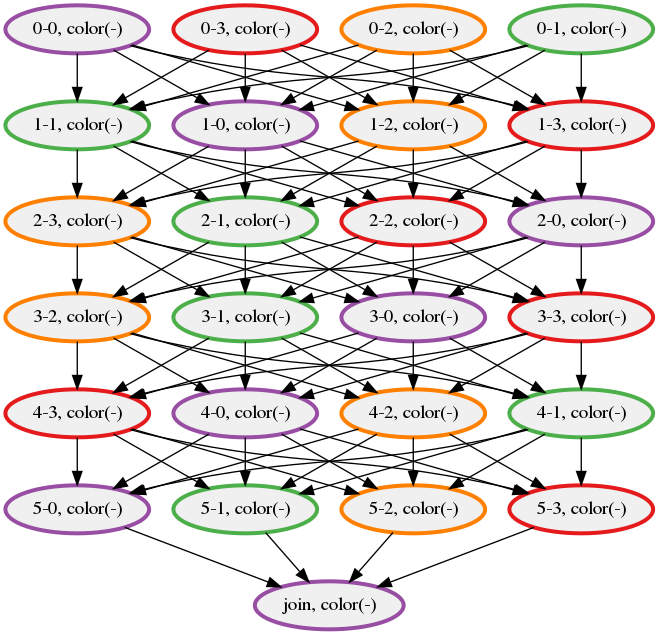 0-0, color(-)
0-3, color(-)
0-2, color(-)
0-1, color(-)
1-1, color(-)
1-0, color(-)
1-2, color(-)
1-3, color(-)
2-3, color(-)
2-1, color(-)
2-2, color(-)
2-0, color(-)
3-2, color(-)
3-1, color(-)
3-0, color(-)
3-3, color(-)
4-3, color(-)
4-0, color(-)
4-2, color(-)
4-1, color(-)
5-0, color(-)
5-1, color(-)
5-2, color(-)
5-3, color(-)
join, color(-)